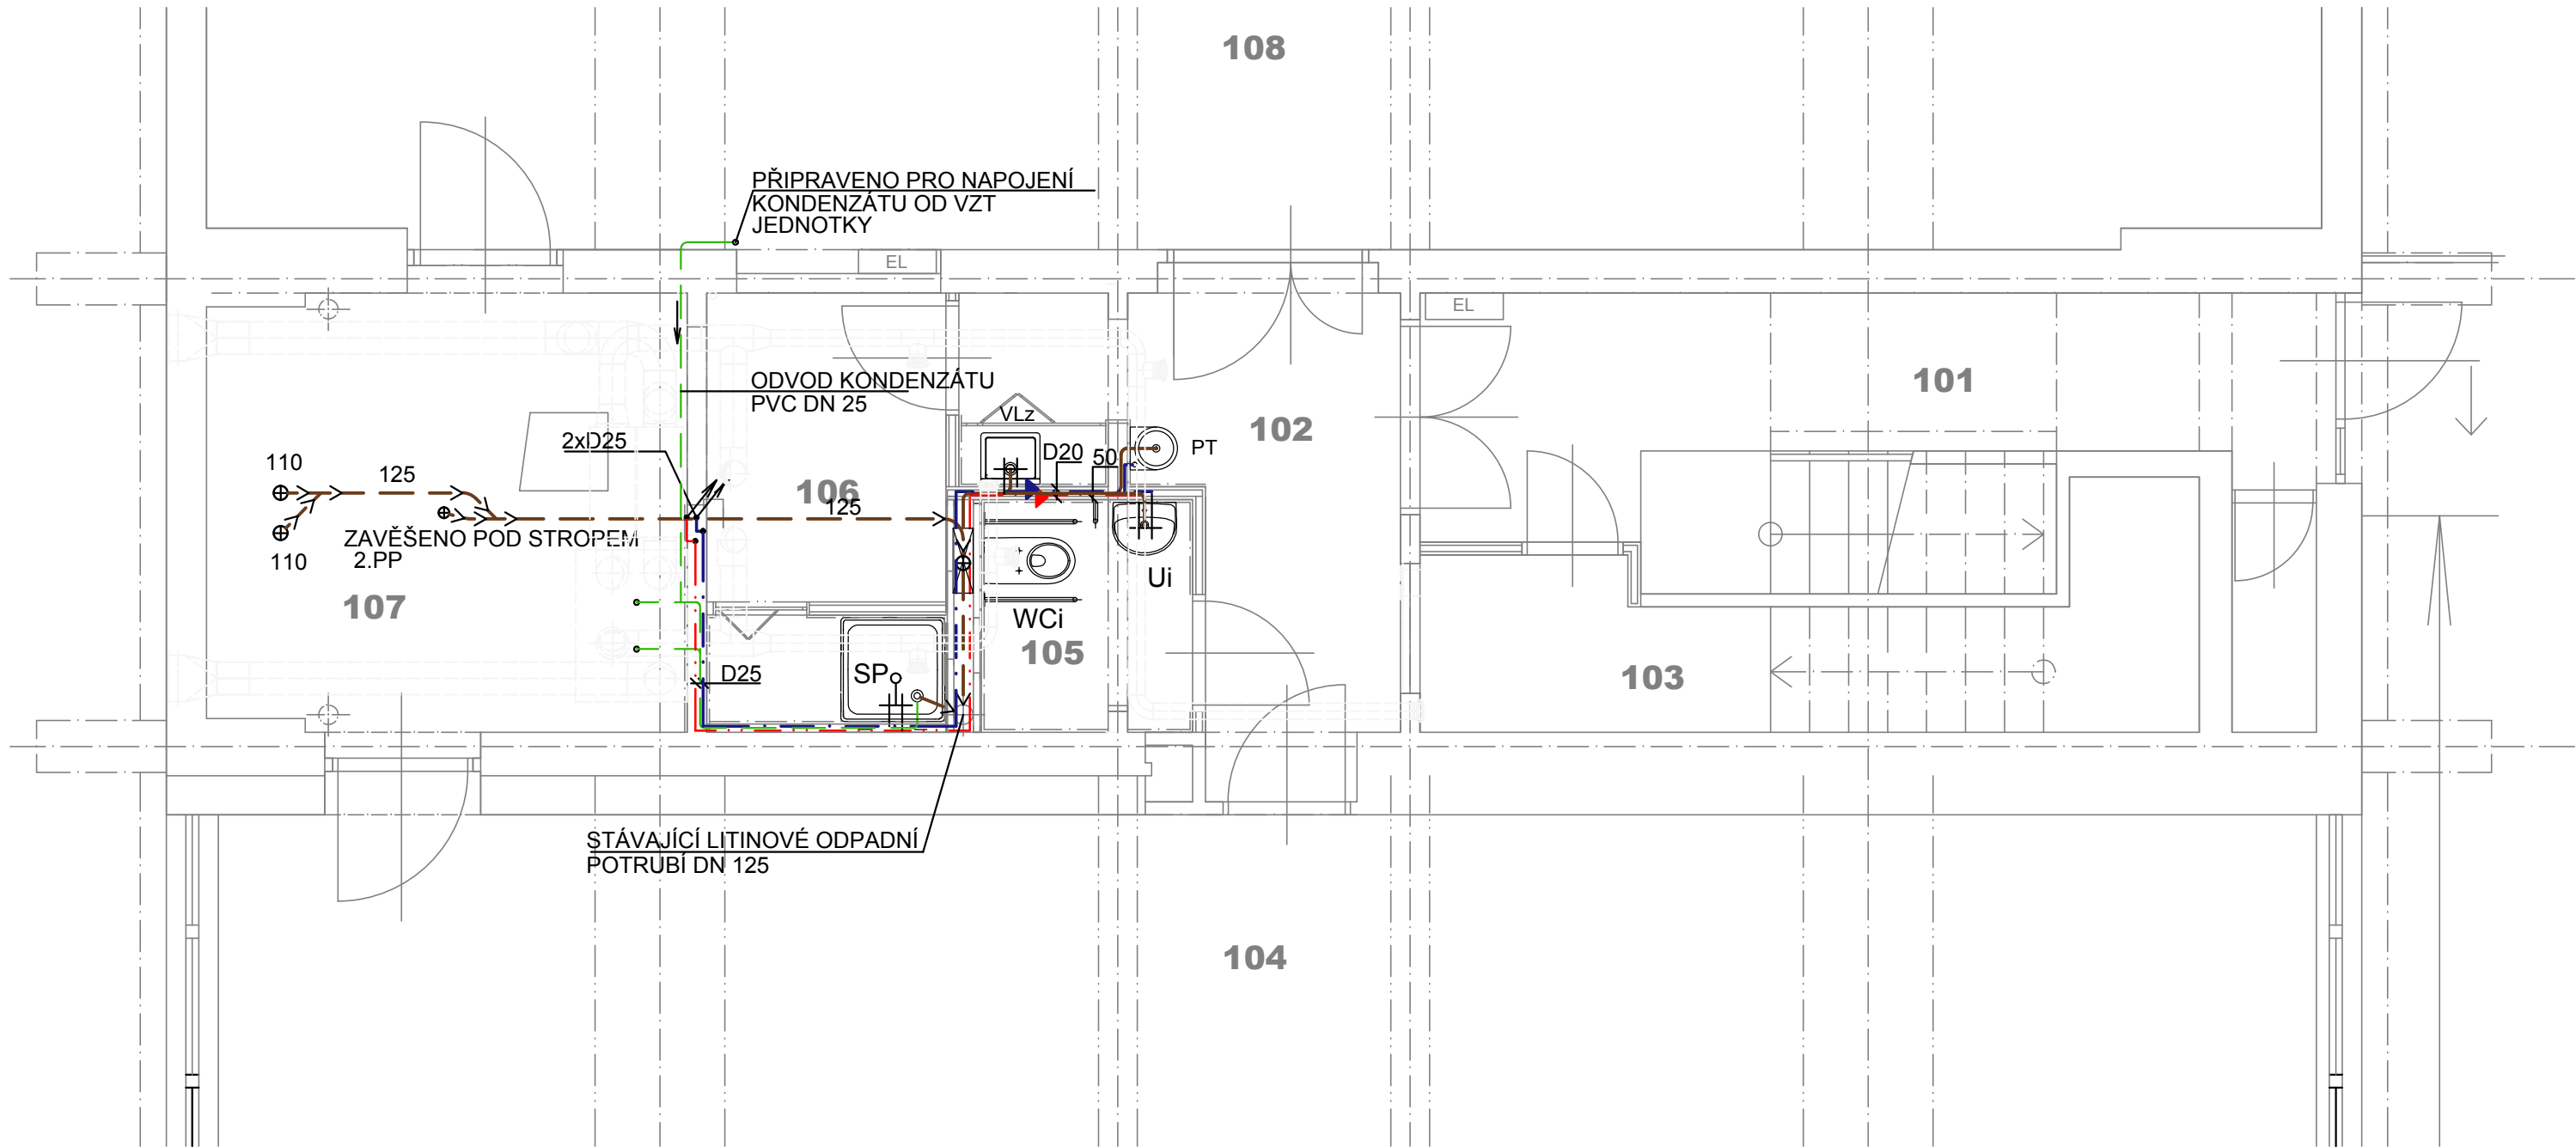 108
PŘIPRAVENO PRO NAPOJENÍ
KONDENZÁTU OD VZT
JEDNOTKY
EL
EL
ODVOD KONDENZÁTU
PVC DN 25
101
VLz
102
2xD25
D20
50
PT
110
125
106
125
ZAVĚŠENO POD STROPEM
2.PP
110
Ui
107
WCi
105
SP
D25
103
STÁVAJÍCÍ LITINOVÉ ODPADNÍ
POTRUBÍ DN 125
104